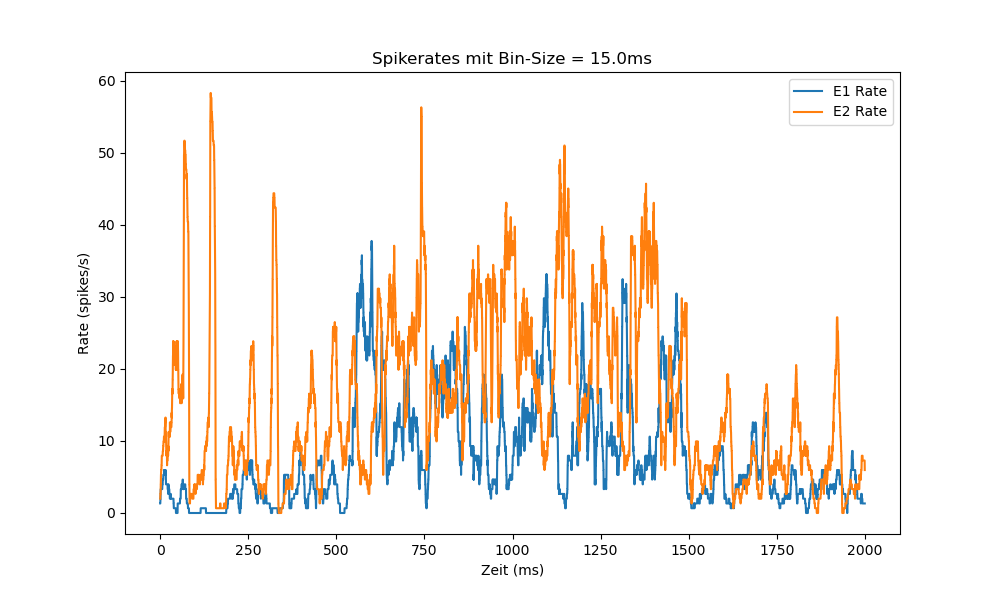 Spikerates mit Bin-Size = 15.0ms
E1 Rate
E2 Rate
60
50
40
30
20
10
0
Rate (spikes/s)
0 250 500 750 1000 1250 1500 1750 2000
Zeit (ms)